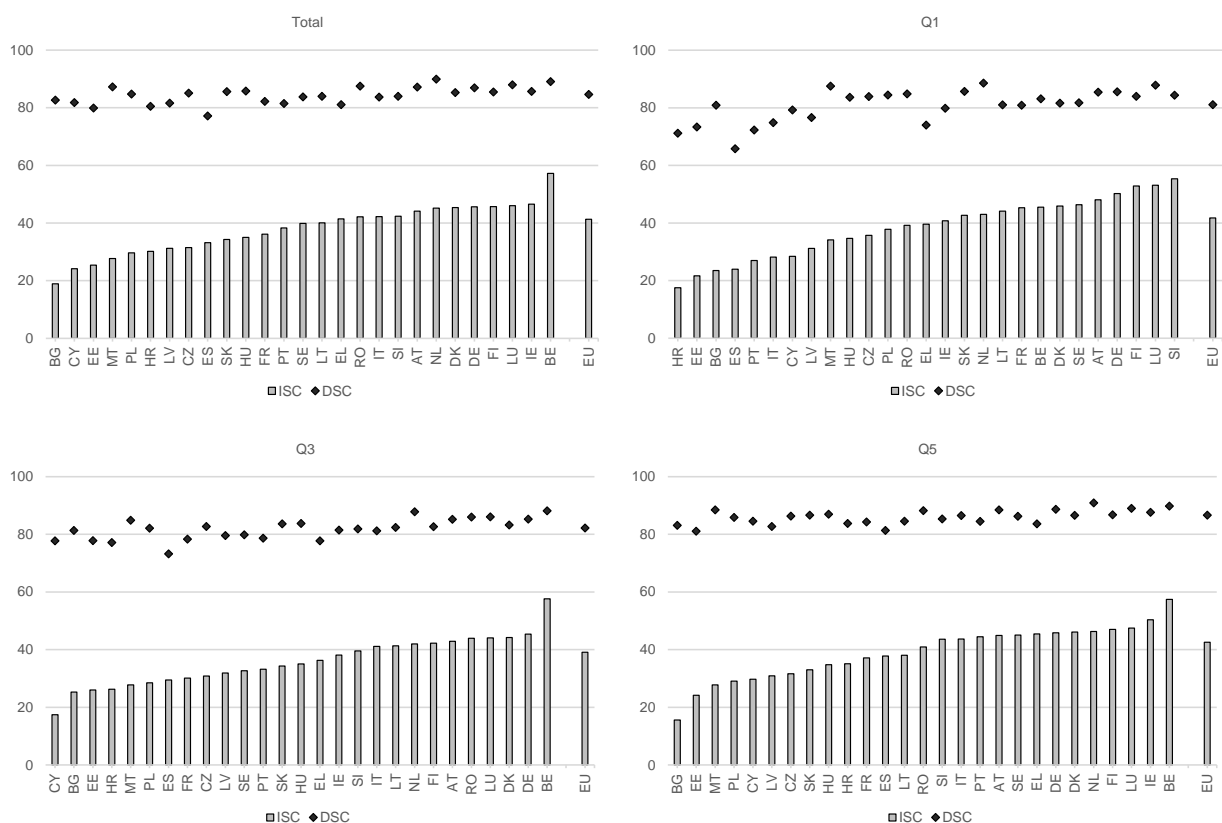 Total
100
80
60
40
20
0
BG CY EE MT PL HR LV CZ ES SK HU FR PT SE LT EL RO IT SI AT NL DK DE FI LU IE BE EU
ISC DSC
Q1
100
80
60
40
20
0
HR EE BG ES PT IT CY LV MT HU CZ PL RO EL IE SK NL LT FR BE DK SE AT DE FI LU SI EU
ISC DSC
Q3
100
80
60
40
20
0
CY BG EE HR MT PL ES FR CZ LV SE PT SK HU EL IE SI IT LT NL FI AT RO LU DK DE BE EU
ISC DSC
Q5
100
80
60
40
20
0
BG EE MT PL CY LV CZ SK HU HR FR ES LT RO SI IT PT AT SE EL DE DK NL FI LU IE BE EU
ISC DSC